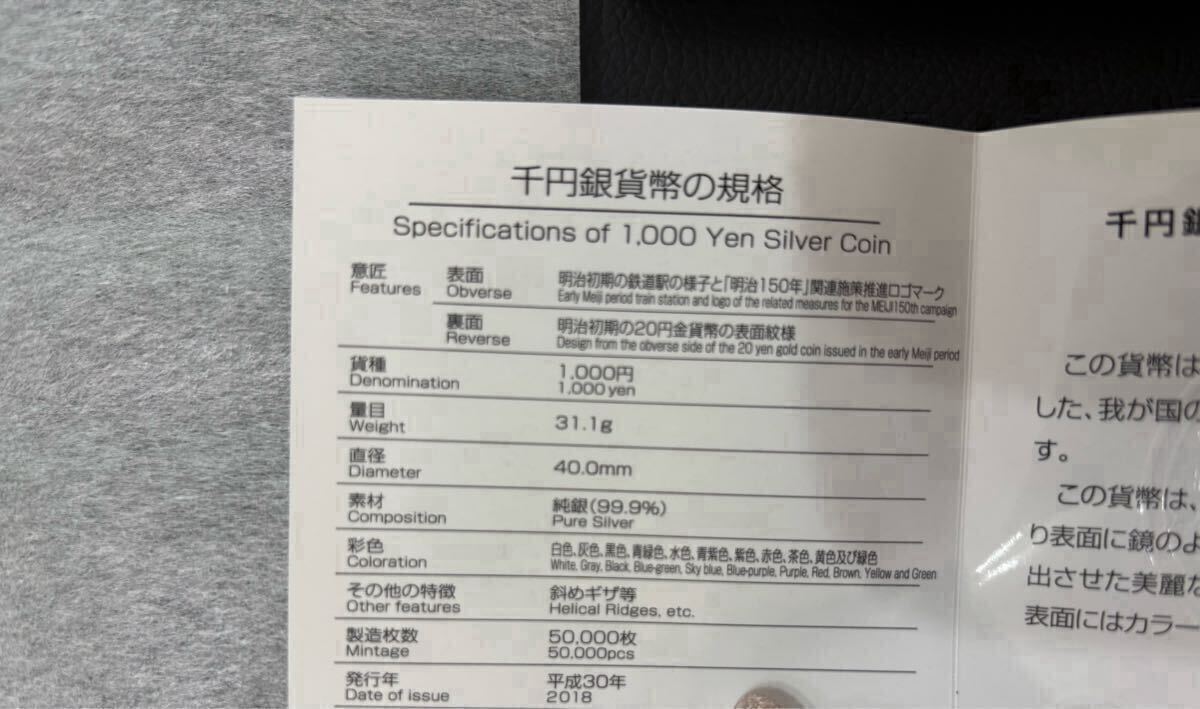 千円銀貨幣の規格
Specifications of 1,000 Yen Silver Coin
意匠 表面 明治初期の鉄道駅の様子と「明治150年」関連施策推進ロゴマーク
Features Obverse Early Meiji period train station and logo of the related measures for the MEIJI150th campaign
裏面 明治初期の20円金貨幣の表面紋様
Reverse Design from the obverse side of the 20 yen gold coin issued in the early Meiji period
貨種 1,000円
Denomination 1,000 yen
量目
Weight 31.1g
直径
Diameter 40.0mm
素材 純銀(99.9%)
Composition Pure Silver
彩色 白色、灰色、黒色、青緑色、水色、青紫色、紫色、赤色、茶色、黄色及び緑色
Coloration White, Gray, Black, Blue-green, Sky blue, Blue-purple, Purple, Red, Brown, Yellow and Green
その他の特徴 斜めギザ等
Other features Helical Ridges, etc.
製造枚数 50,000枚
Mintage 50,000pcs
発行年 平成30年
Date of issue 2018
千円銀
この貨幣は
した、我が国の
す。
この貨幣は、
り表面に鏡のよ
出させた美麗な
表面にはカラー